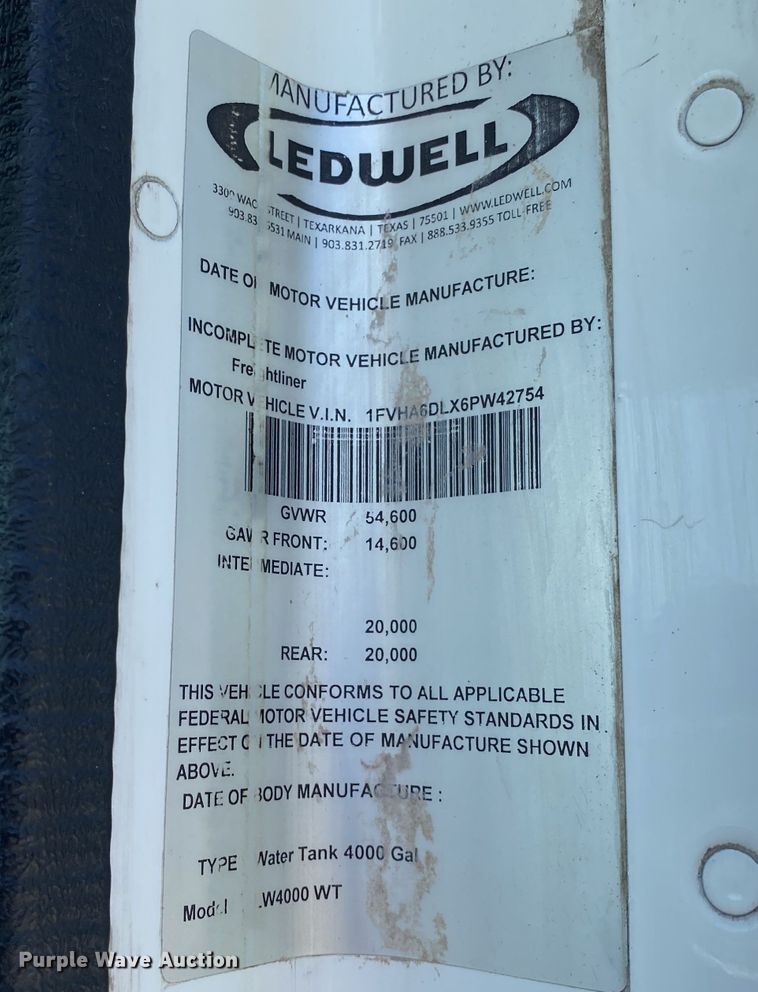 MANUFACTURED BY:
LEDWELL
STREET | TEXARKANA | TEXAS | 75501 | WWW.LEDWELL.COM
MAIN | 903.831.2719 FAX | 888.533.9355 TOLL-FREE
DATE OF MOTOR VEHICLE MANUFACTURE:
INCOMPLETE MOTOR VEHICLE MANUFACTURED BY:
Freightliner
MOTOR VEHICLE V.I.N. 1FVHA6DLX6PW42754
GVWR 54,600
GAWR FRONT: 14,600
INTERMEDIATE:
20,000
REAR: 20,000
THIS VEHICLE CONFORMS TO ALL APPLICABLE
FEDERAL MOTOR VEHICLE SAFETY STANDARDS IN
EFFECT ON THE DATE OF MANUFACTURE SHOWN
ABOVE.
DATE OF BODY MANUFACTURE :
TYPE Water Tank 4000 Gal
Model LW4000 WT
Purple Wave Auction